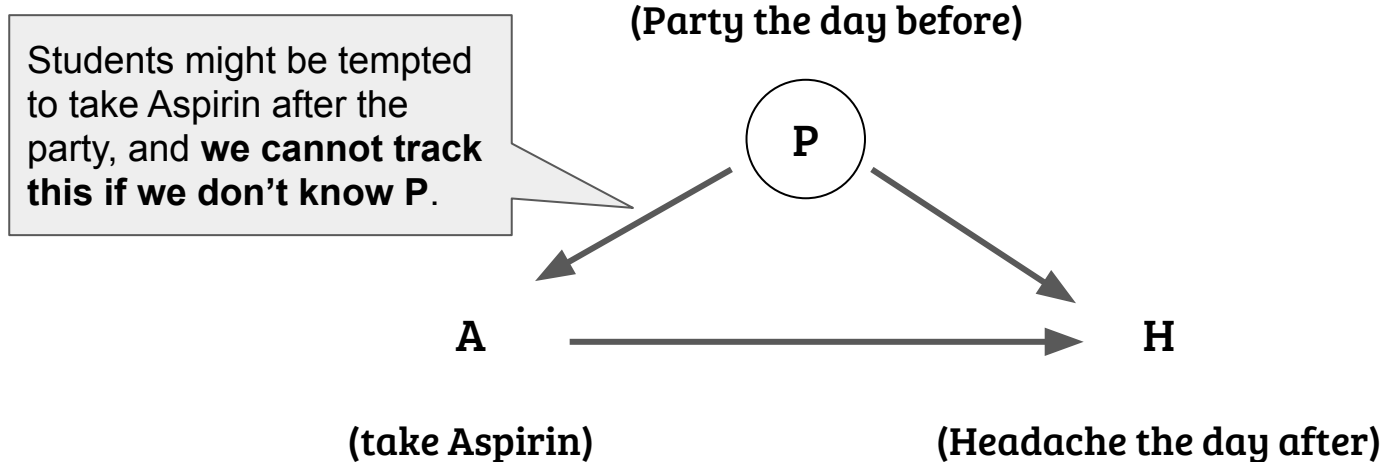 (Party the day before)
Students might be tempted
to take Aspirin after the
party, and we cannot track
this if we don’t know P.
P
A
H
(take Aspirin)
(Headache the day after)